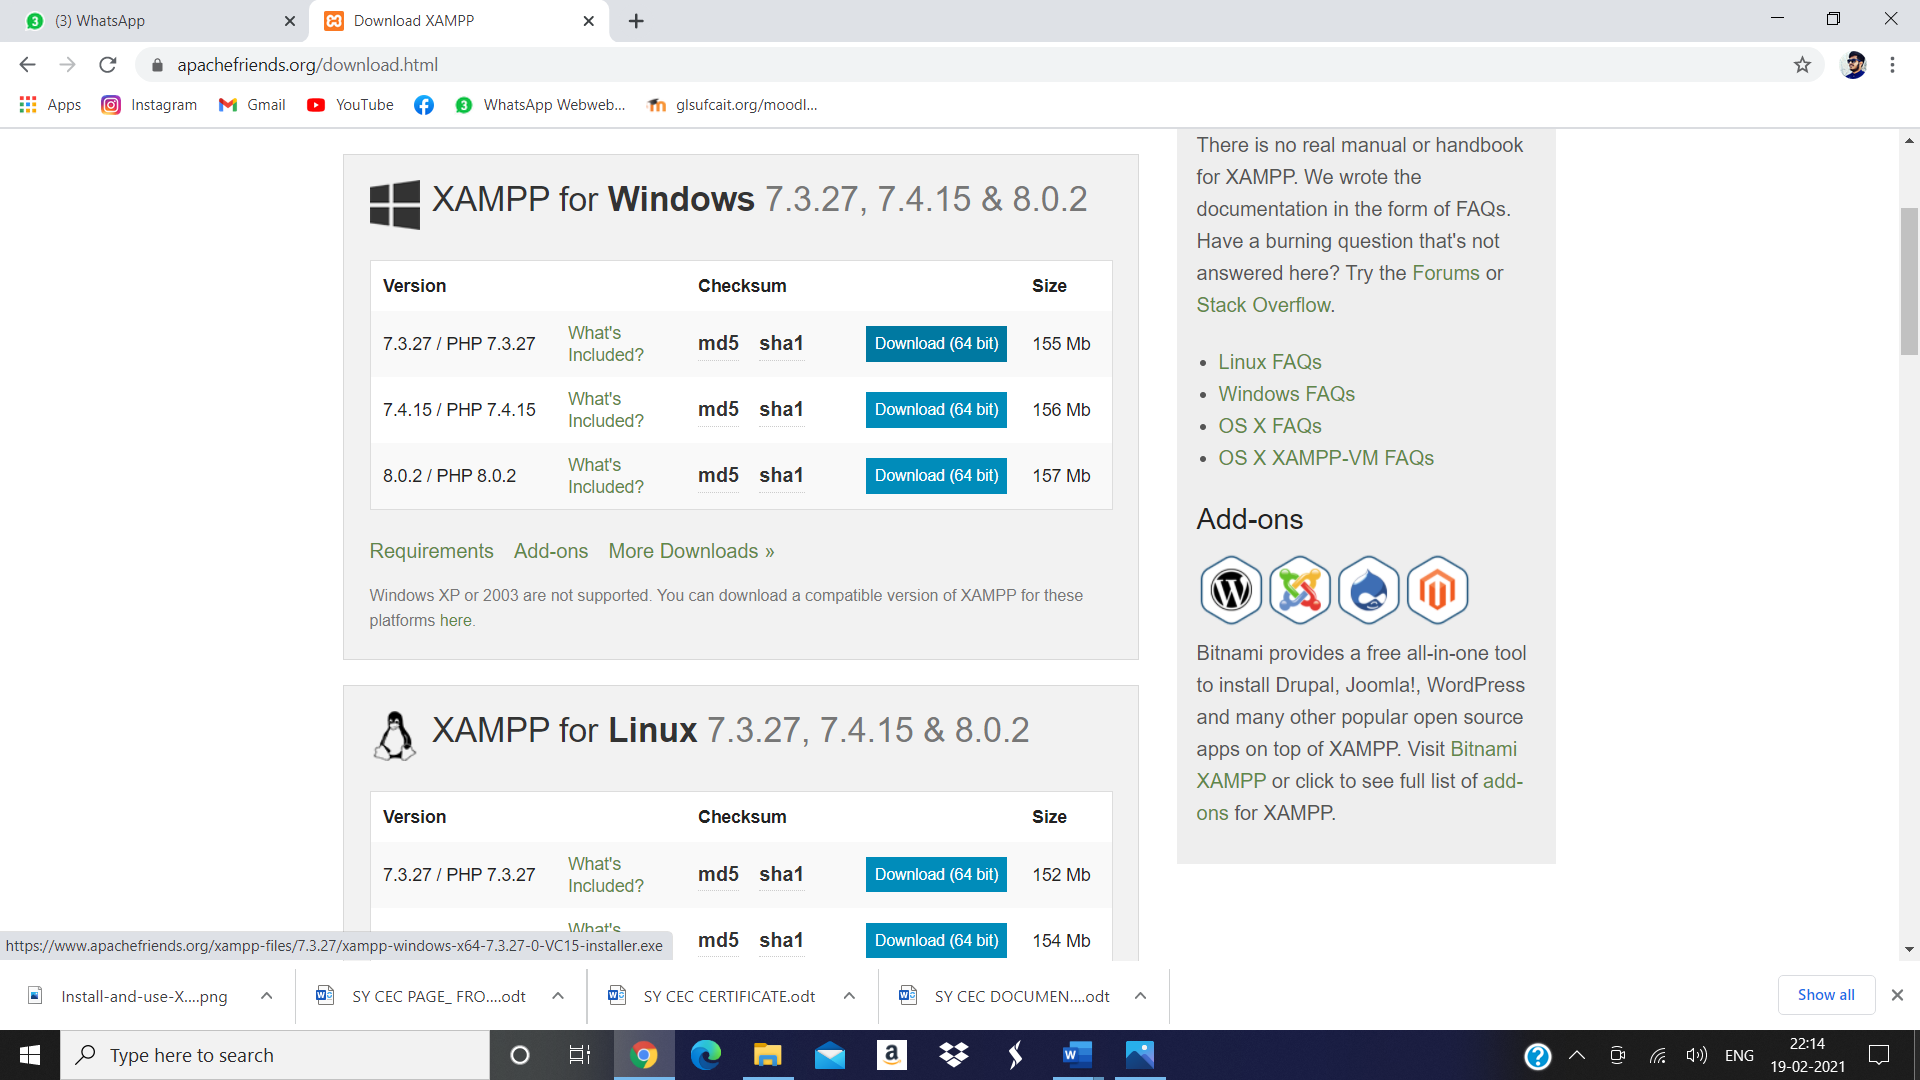 (3) WhatsApp
Download XAMPP
apachefriends.org/download.html
Apps
Instagram
Gmail
YouTube
WhatsApp Webweb...
glsufcait.org/moodl...
XAMPP for Windows 7.3.27, 7.4.15 & 8.0.2
Version Checksum Size
7.3.27 / PHP 7.3.27 What's Included? md5 sha1 Download (64 bit) 155 Mb
7.4.15 / PHP 7.4.15 What's Included? md5 sha1 Download (64 bit) 156 Mb
8.0.2 / PHP 8.0.2 What's Included? md5 sha1 Download (64 bit) 157 Mb
Requirements Add-ons More Downloads »
Windows XP or 2003 are not supported. You can download a compatible version of XAMPP for these
platforms here.
XAMPP for Linux 7.3.27, 7.4.15 & 8.0.2
Version Checksum Size
7.3.27 / PHP 7.3.27 What's Included? md5 sha1 Download (64 bit) 152 Mb
What's md5 sha1 Download (64 bit) 154 Mb
There is no real manual or handbook
for XAMPP. We wrote the
documentation in the form of FAQs.
Have a burning question that's not
answered here? Try the Forums or
Stack Overflow.
Linux FAQs
Windows FAQs
OS X FAQs
OS X XAMPP-VM FAQs
Add-ons
Bitnami provides a free all-in-one tool
to install Drupal, Joomla!, WordPress
and many other popular open source
apps on top of XAMPP. Visit Bitnami
XAMPP or click to see full list of add-
ons for XAMPP.
https://www.apachefriends.org/xampp-files/7.3.27/xampp-windows-x64-7.3.27-0-VC15-installer.exe
Install-and-use-X....png
SY CEC PAGE_ FRO....odt
SY CEC CERTIFICATE.odt
SY CEC DOCUMEN....odt
Show all
Type here to search
ENG
22:14
19-02-2021